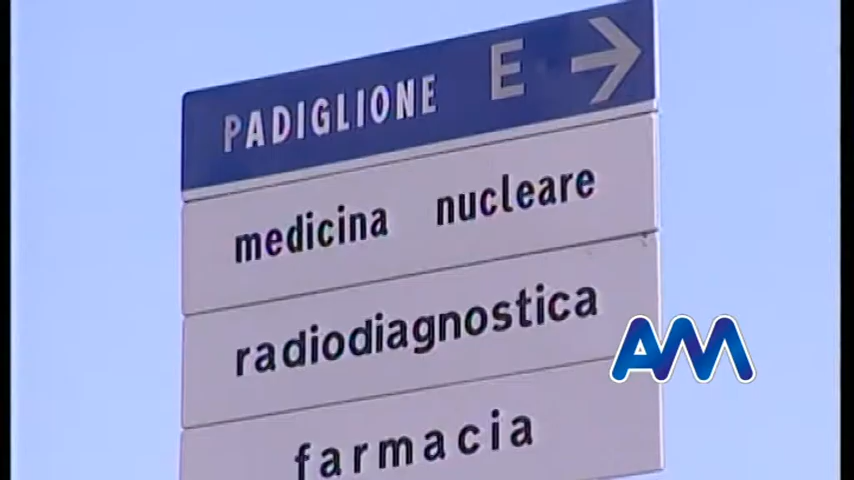 PADIGLIONE E →
medicina nucleare
radiodiagnostica
farmacia
AM